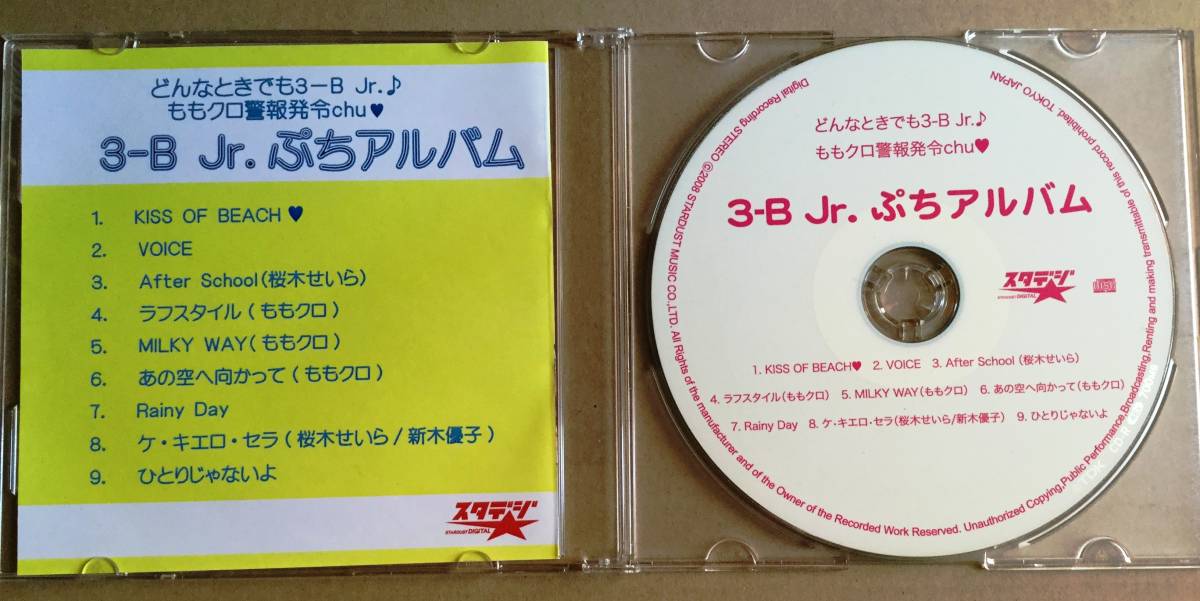 どんなときでも3-B Jr.♪
ももクロ警報発令chu♥
3-B Jr. ぷちアルバム
1. KISS OF BEACH♥
2. VOICE
3. After School(桜木せいら)
4. ラフスタイル(ももクロ)
5. MILKY WAY(ももクロ)
6. あの空へ向かって(ももクロ)
7. Rainy Day
8. ケ・キエロ・セラ(桜木せいら/新木優子)
9. ひとりじゃないよ
スタデジ
STARDUST DIGITAL
どんなときでも3-B Jr.♪
ももクロ警報発令chu♥
3-B Jr. ぷちアルバム
スタデジ
STARDUST DIGITAL
1. KISS OF BEACH♥ 2. VOICE 3. After School (桜木せいら)
4. ラフスタイル(ももクロ) 5. MILKY WAY(ももクロ) 6. あの空へ向かって(ももクロ)
7. Rainy Day 8. ケ・キエロ・セラ(桜木せいら/新木優子) 9. ひとりじゃないよ
Digital Recording STEREO ©2008 STARDUST MUSIC CO.,LTD. All Rights of the manufacturer and of the Owner of the Recorded Work Reserved. Unauthorized Copying,Public Performance,Broadcasting,Renting and making transmittable of this record prohibited. TOKYO JAPAN